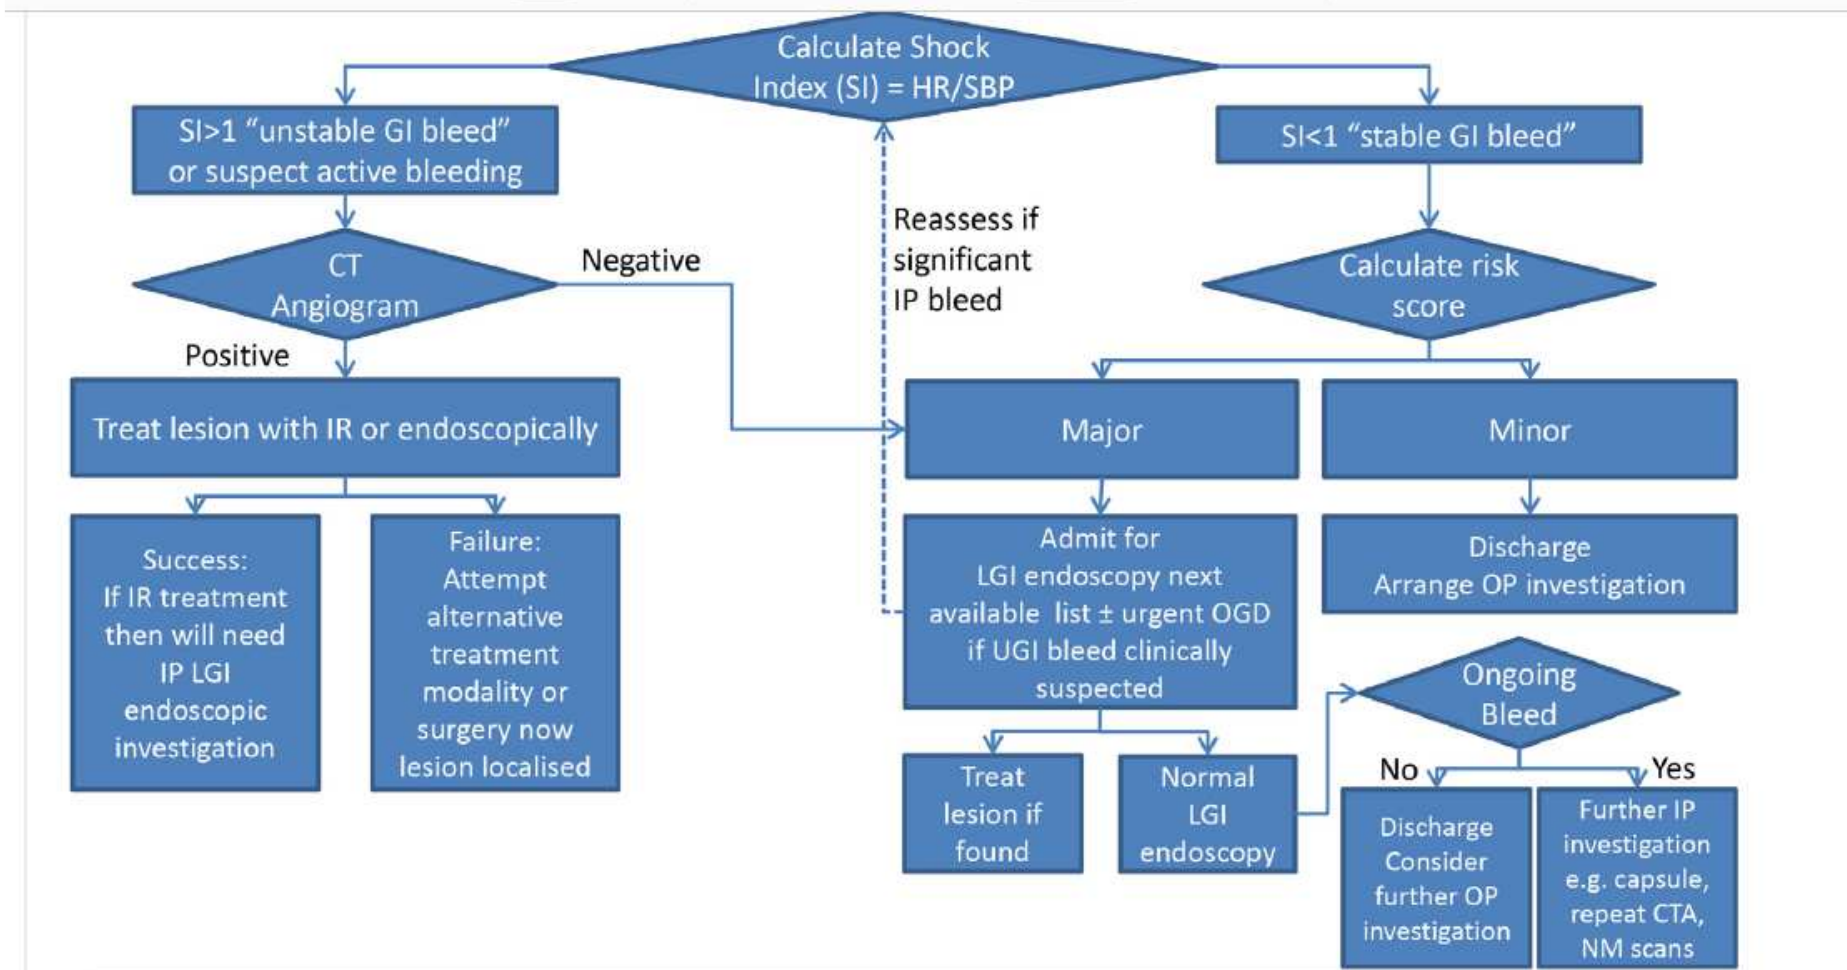 Calculate Shock
Index (SI) = HR/SBP
SI>1 “unstable GI bleed”
or suspect active bleeding
SI<1 “stable GI bleed”
CT
Angiogram
Negative
Positive
Reassess if
significant
IP bleed
Calculate risk
score
Treat lesion with IR or endoscopically
Major
Minor
Success:
If IR treatment
then will need
IP LGI
endoscopic
investigation
Failure:
Attempt
alternative
treatment
modality or
surgery now
lesion localised
Admit for
LGI endoscopy next
available list ± urgent OGD
if UGI bleed clinically
suspected
Discharge
Arrange OP investigation
Treat
lesion if
found
Normal
LGI
endoscopy
Ongoing
Bleed
No
Yes
Discharge
Consider
further OP
investigation
Further IP
investigation
e.g. capsule,
repeat CTA,
NM scans